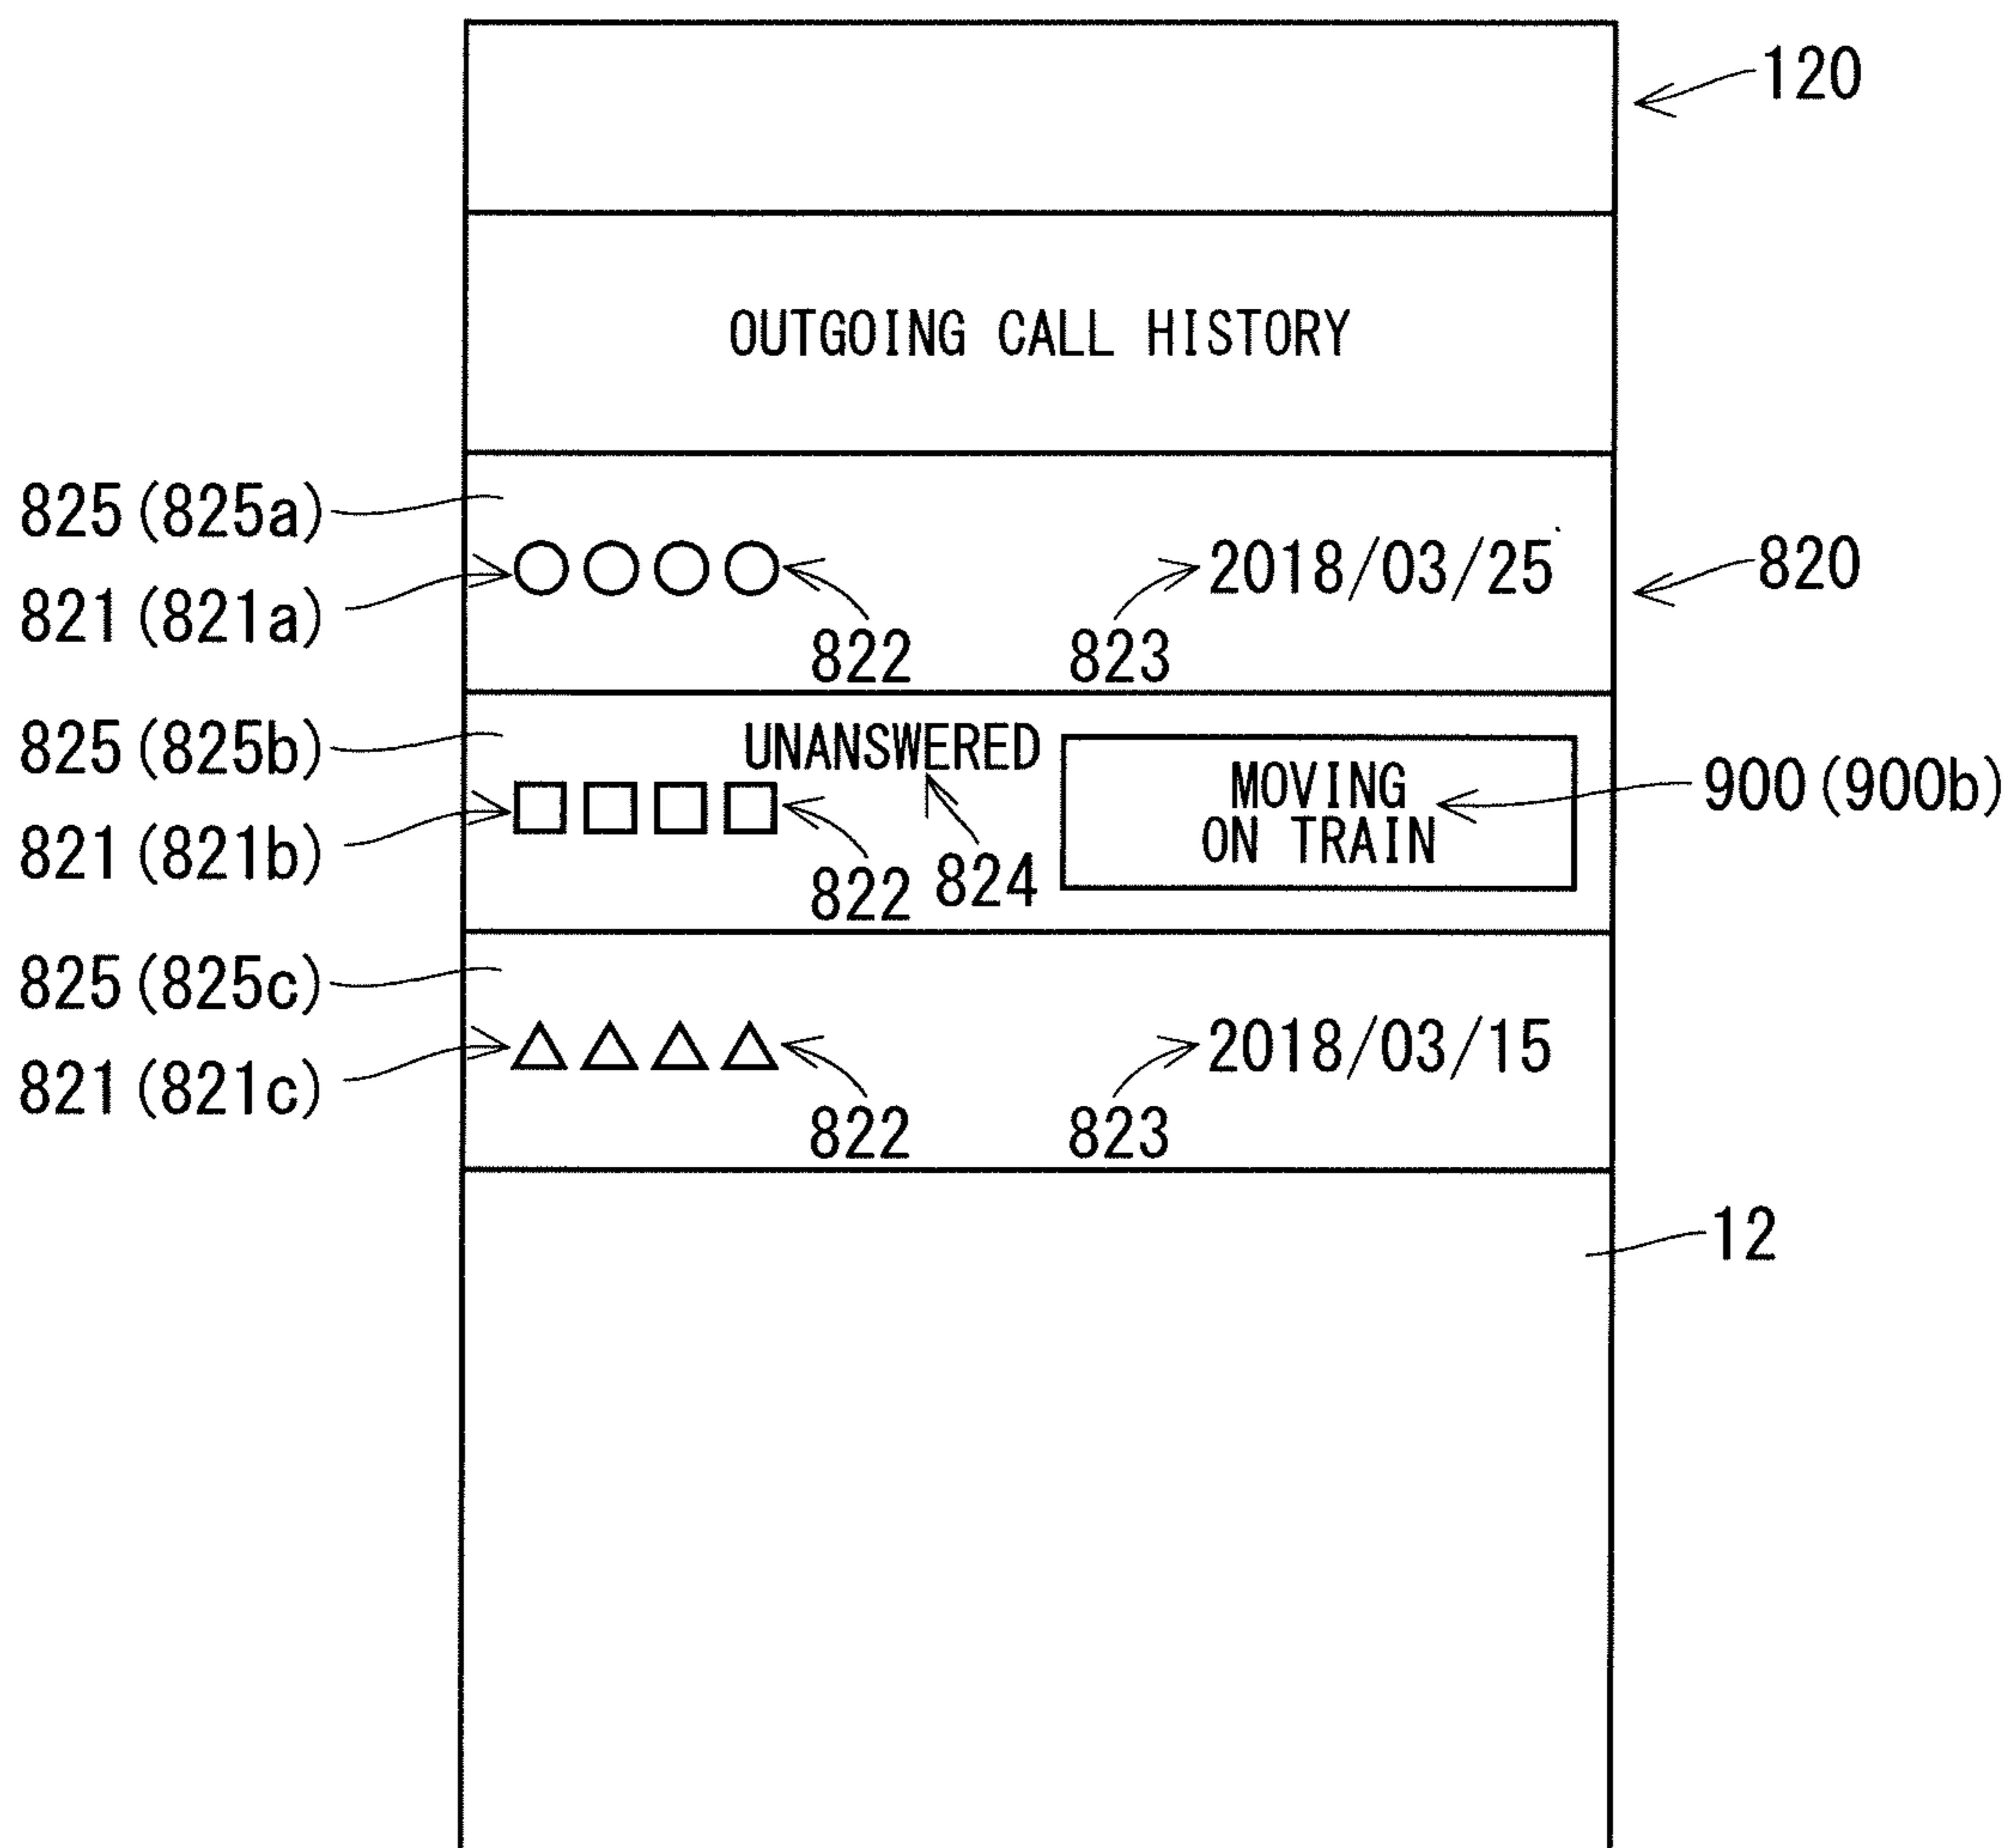 120
OUTGOING CALL HISTORY
825 (825a)
821 (821a)
○○○○
2018/03/25
820
822
823
825 (825b)
UNANSWERED
MOVING
ON TRAIN
900 (900b)
821 (821b)
□□□□
822
824
825 (825c)
821 (821c)
△△△△
2018/03/15
822
823
12